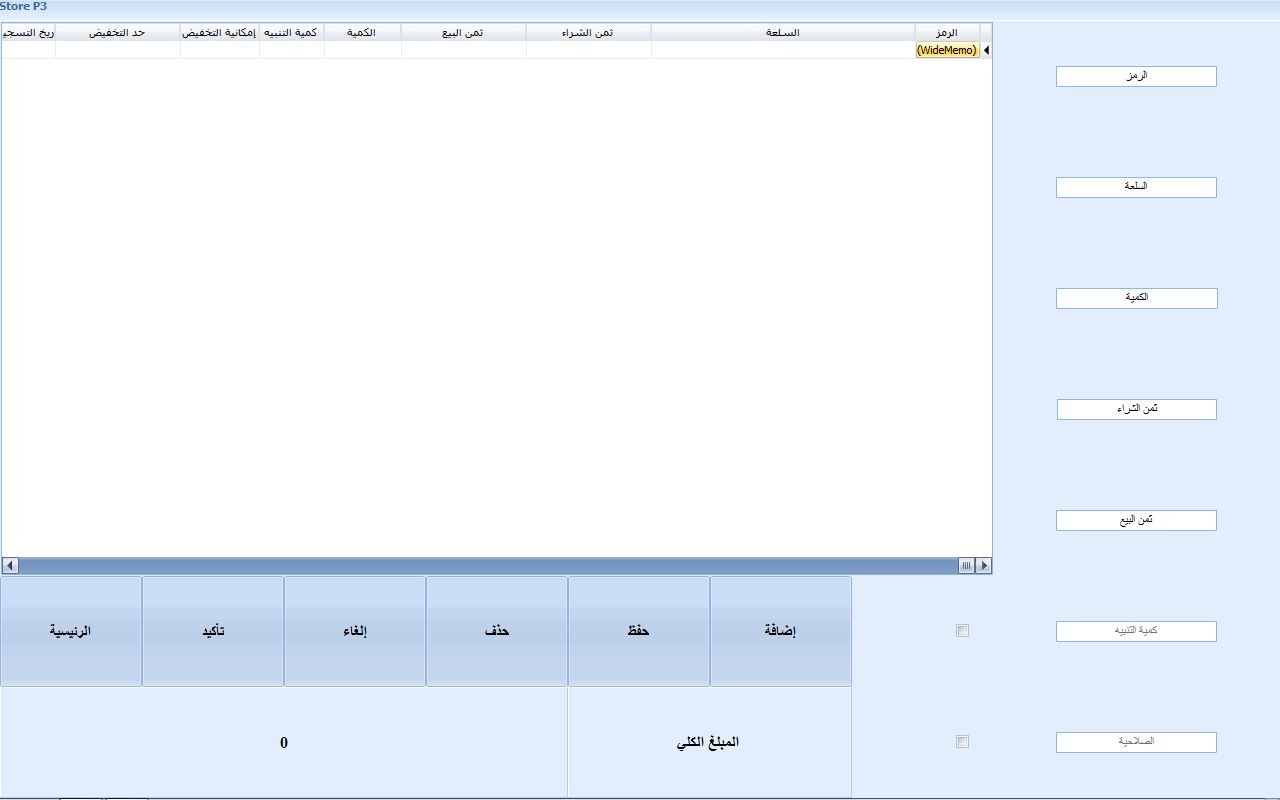 Store P3
الرمز
السلعة
ثمن الشراء
ثمن البيع
الكمية
كمية التنبيه
إمكانية التخفيض
حد التخفيض
ريخ التسجي
(WideMemo)
الرمز
السلعة
الكمية
ثمن الشراء
ثمن البيع
كمية التنبيه
الصلاحية
إضافة
حفظ
حذف
إلغاء
تأكيد
الرئيسية
المبلغ الكلي
0